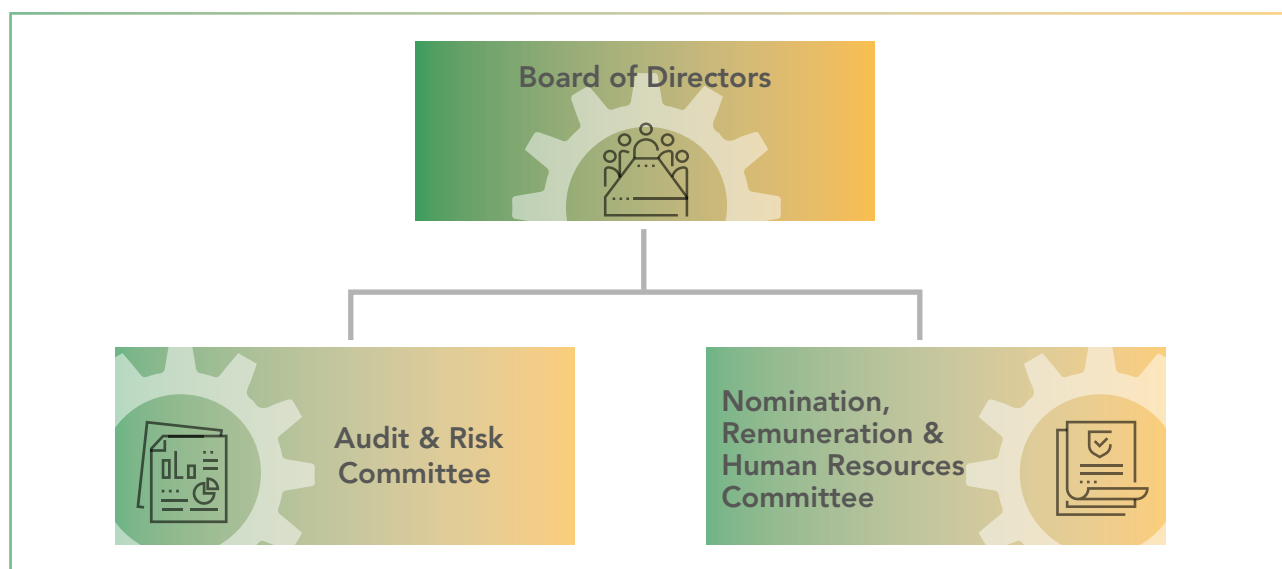 Board of Directors
Audit & Risk
Committee
Nomination,
Remuneration &
Human Resources
Committee